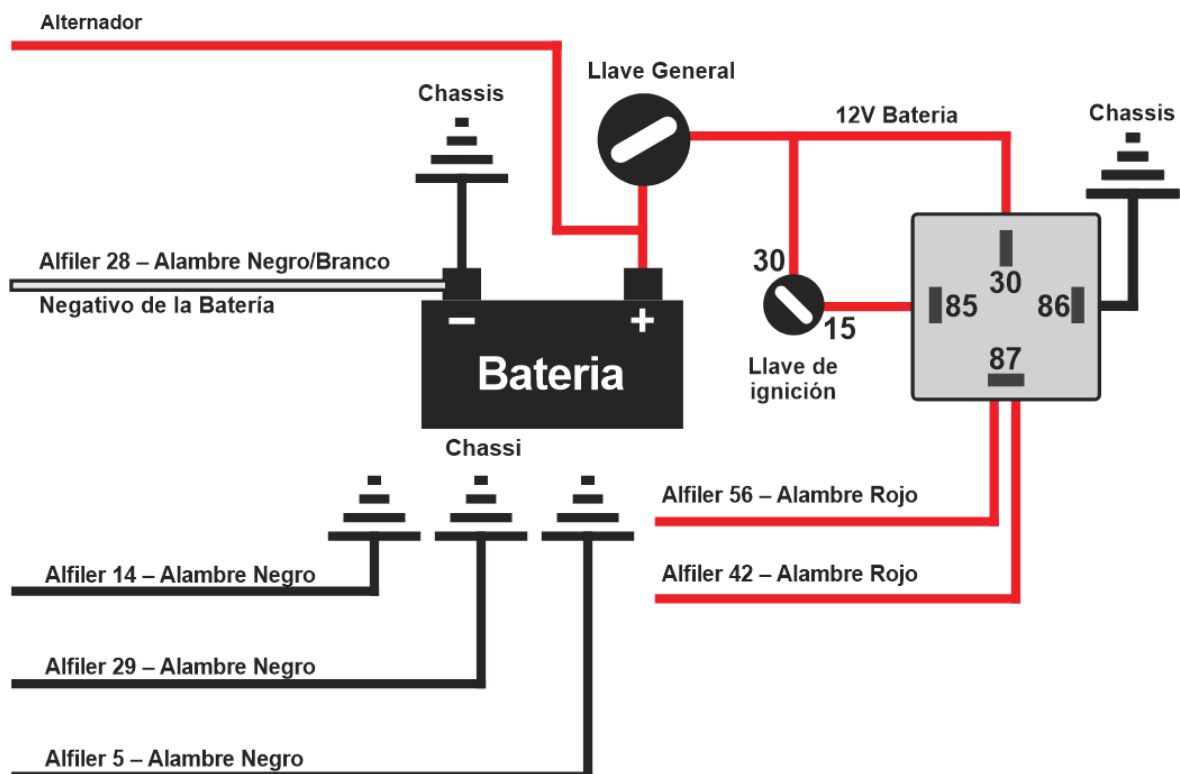 Alternador
Llave General
Chassis
12V Bateria
Chassis
Alfiler 28 – Alambre Negro/Branco
Negativo de la Batería
30
15
Llave de
ignición
30
85
86
87
– +
Bateria
Chassi
Alfiler 56 – Alambre Rojo
Alfiler 42 – Alambre Rojo
Alfiler 14 – Alambre Negro
Alfiler 29 – Alambre Negro
Alfiler 5 – Alambre Negro